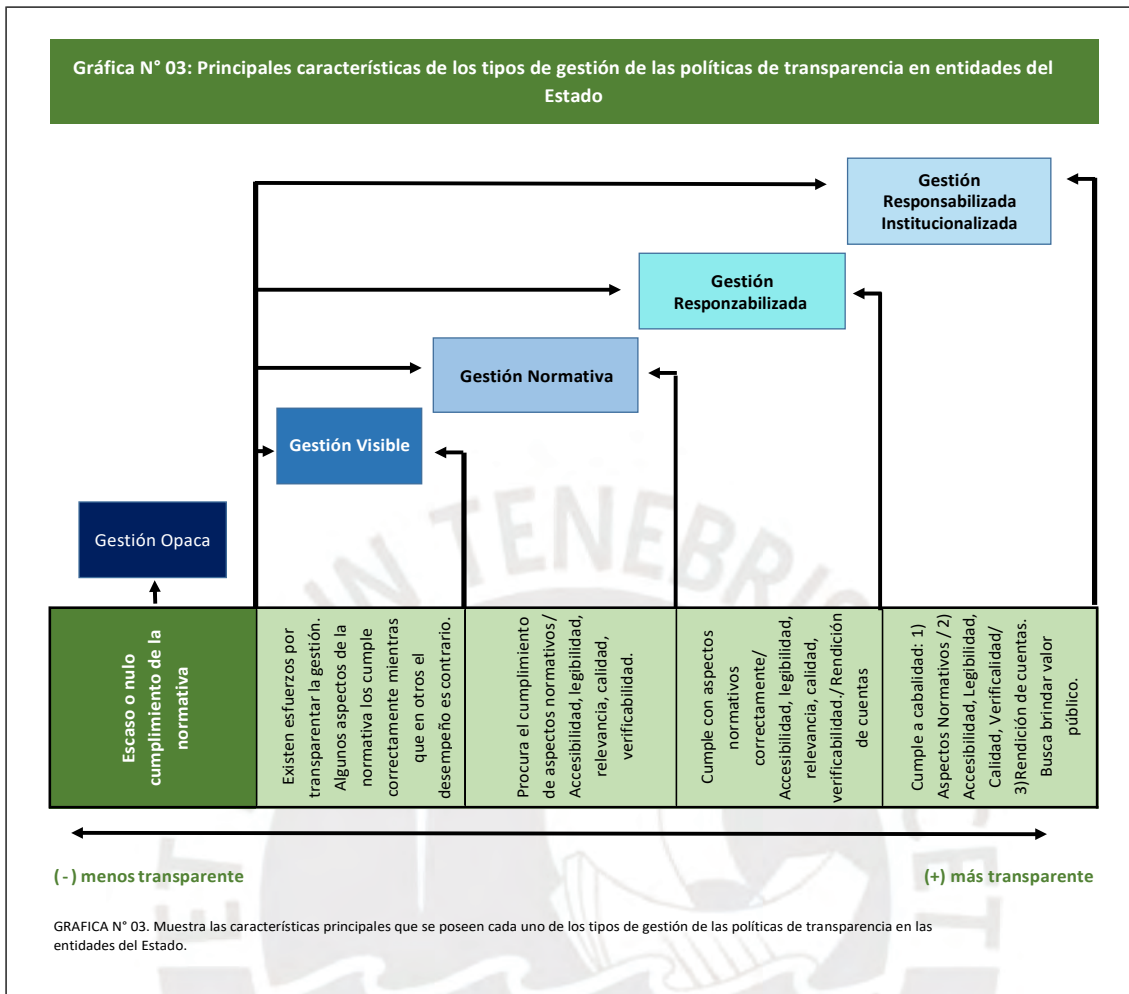 Gráfica N° 03: Principales características de los tipos de gestión de las políticas de transparencia en entidades del
Estado
Gestión
Responsabilizada
Institucionalizada
Gestión
Responzabilizada
Gestión Normativa
Gestión Visible
Gestión Opaca
Escaso o nulo
cumplimiento de la
normativa
Existen esfuerzos por
transparentar la gestión.
Algunos aspectos de la
normativa los cumple
correctamente mientras
que en otros el
desempeño es contrario.
Procura el cumplimiento
de aspectos normativos/
Accesibilidad, legibilidad,
relevancia, calidad,
verificabilidad.
Cumple con aspectos
normativos
correctamente/
Accesibilidad, legibilidad,
relevancia, calidad,
verificabilidad./Rendición
de cuentas
Cumple a cabalidad: 1)
Aspectos Normativos / 2)
Accesibilidad, Legibilidad,
Calidad, Verificalidad/
3)Rendición de cuentas.
Busca brindar valor
público.
( - ) menos transparente
(+) más transparente
GRAFICA N° 03. Muestra las características principales que se poseen cada uno de los tipos de gestión de las políticas de transparencia en las
entidades del Estado.
ET
IN TENEBRIS